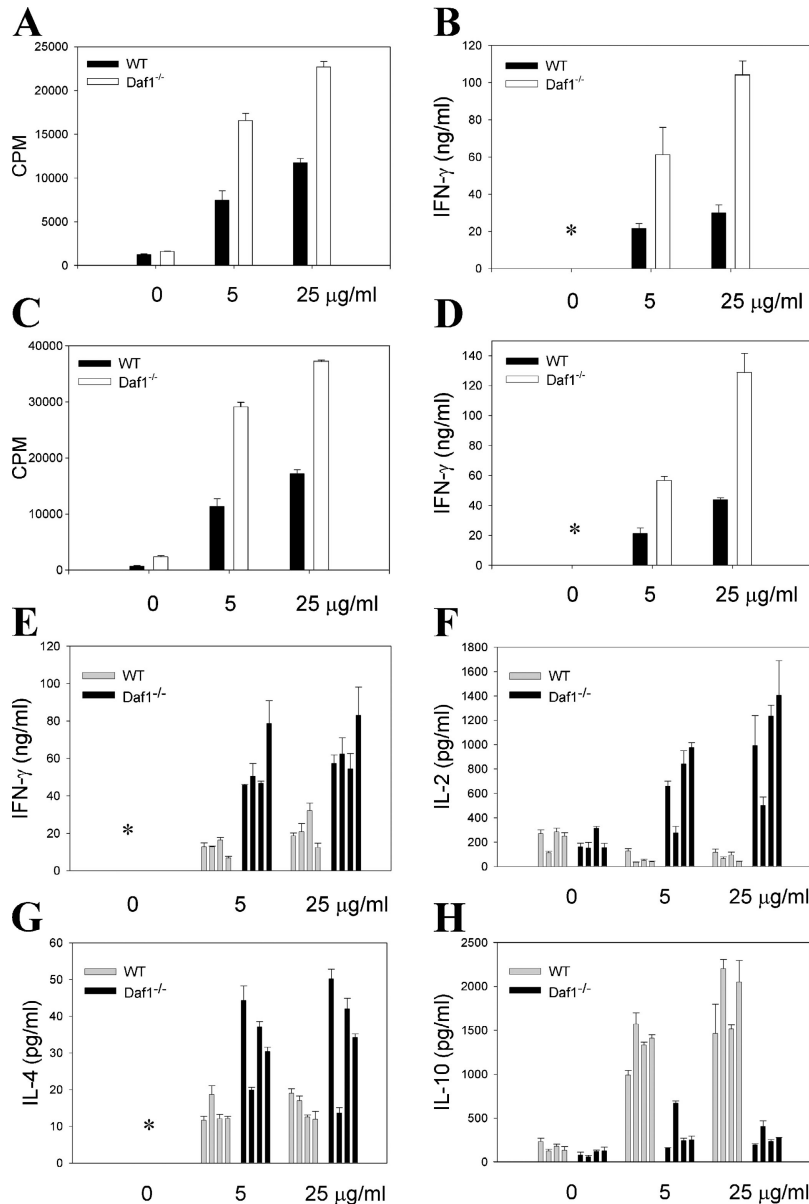 A
25000
20000
15000
10000
5000
0
CPM
WT
Daf1-/-
0 5 25 μg/ml
B
120
100
80
60
40
20
0
IFN-γ (ng/ml)
WT
Daf1-/-
*
0 5 25 μg/ml
C
40000
30000
20000
10000
0
CPM
WT
Daf1-/-
0 5 25 μg/ml
D
140
120
100
80
60
40
20
0
IFN-γ (ng/ml)
WT
Daf1-/-
*
0 5 25 μg/ml
E
120
100
80
60
40
20
0
IFN-γ (ng/ml)
WT
Daf1-/-
*
0 5 25 μg/ml
F
1800
1600
1400
1200
1000
800
600
400
200
0
IL-2 (pg/ml)
WT
Daf1-/-
0 5 25 μg/ml
G
60
50
40
30
20
10
0
IL-4 (pg/ml)
WT
Daf1-/-
*
0 5 25 μg/ml
H
2500
2000
1500
1000
500
0
IL-10 (pg/ml)
WT
Daf1-/-
0 5 25 μg/ml